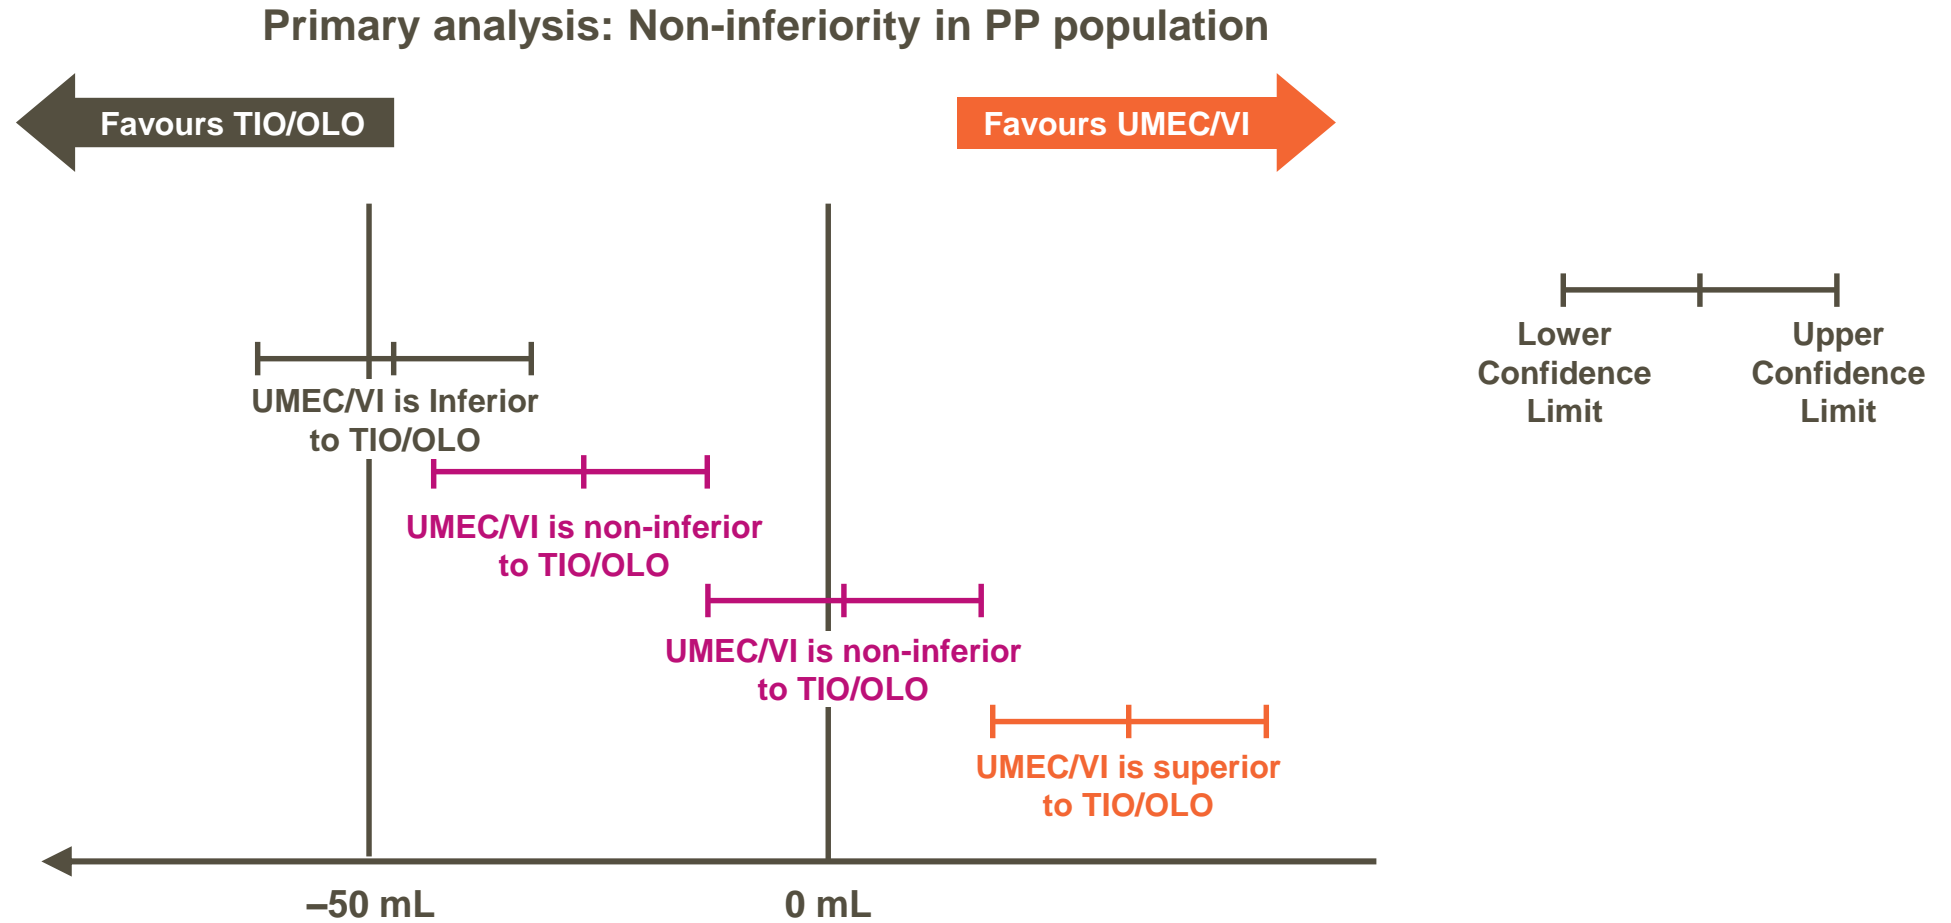 Primary analysis: Non-inferiority in PP population
Favours TIO/OLO
Favours UMEC/VI
Lower
Confidence
Limit
Upper
Confidence
Limit
UMEC/VI is Inferior
to TIO/OLO
UMEC/VI is non-inferior
to TIO/OLO
UMEC/VI is non-inferior
to TIO/OLO
UMEC/VI is superior
to TIO/OLO
–50 mL
0 mL